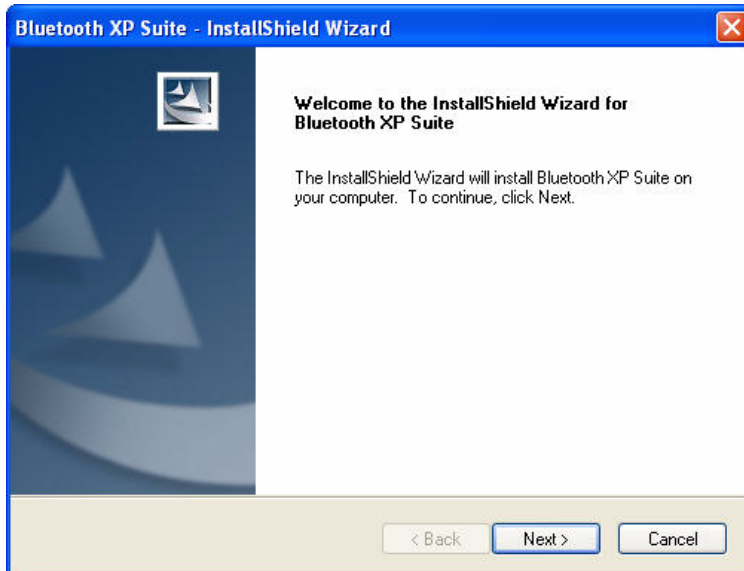 Bluetooth XP Suite - InstallShield Wizard
Welcome to the InstallShield Wizard for
Bluetooth XP Suite
The InstallShield Wizard will install Bluetooth XP Suite on
your computer. To continue, click Next.
< Back
Next >
Cancel